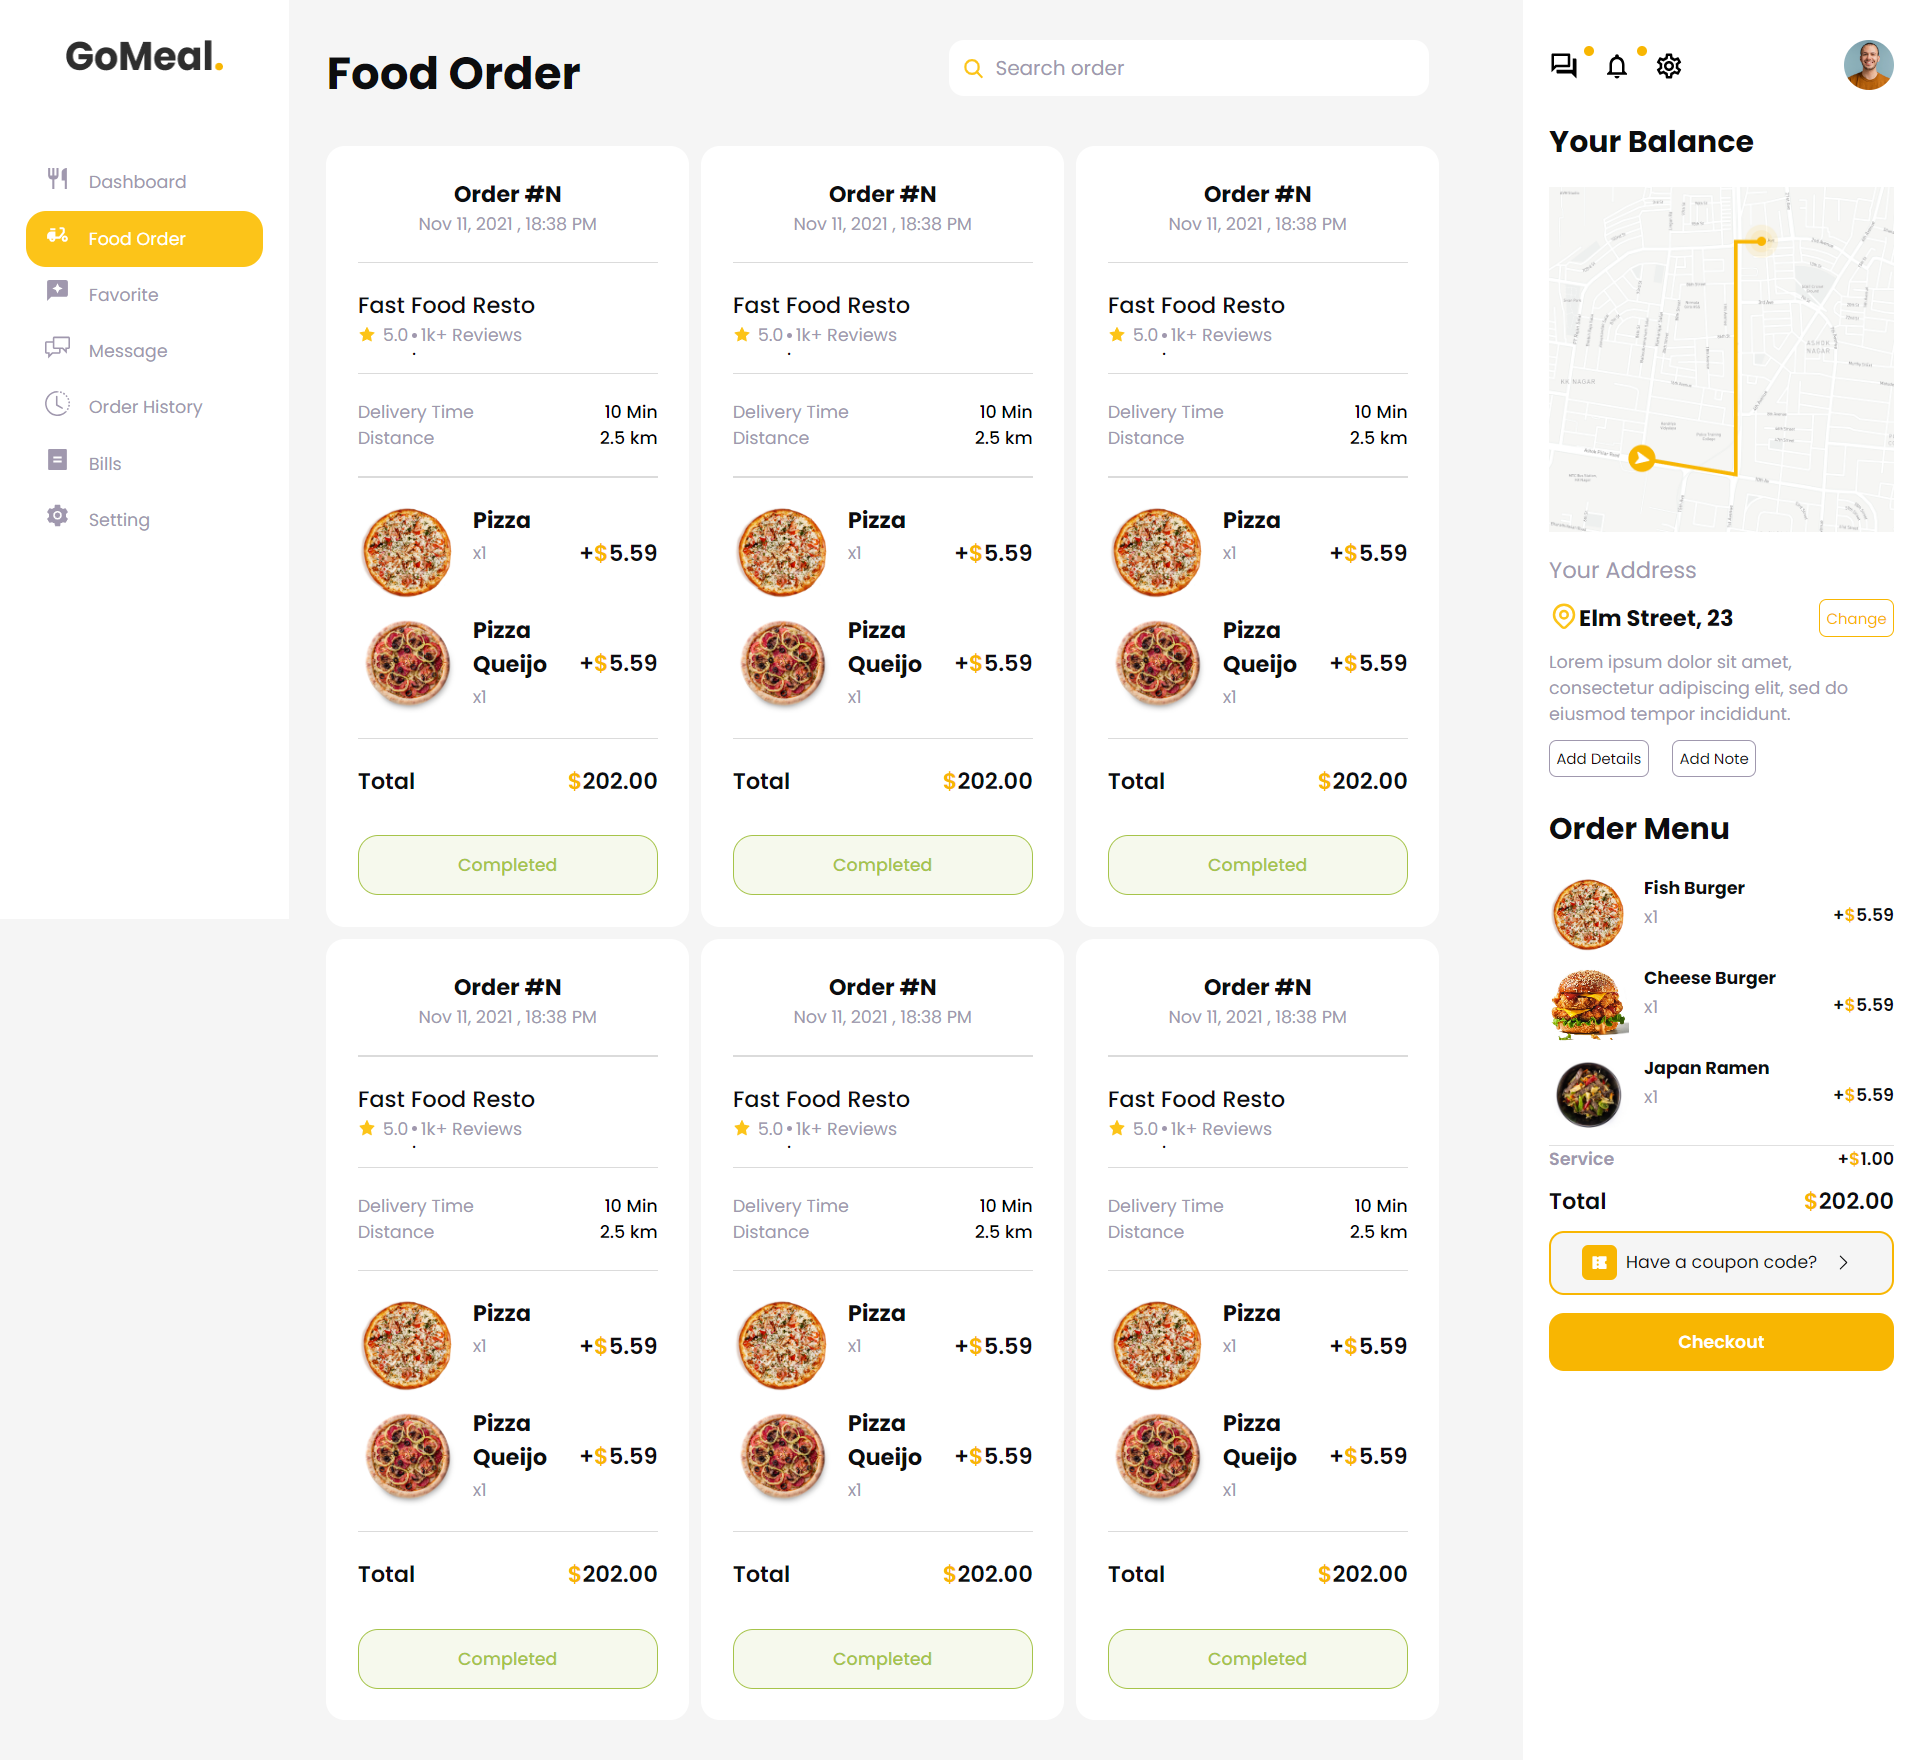 GoMeal.
Dashboard
Food Order
Favorite
Message
Order History
Bills
Setting
Food Order
Search order
Order #N
Nov 11, 2021 , 18:38 PM
Fast Food Resto
5.0 • 1k+ Reviews
.
Delivery Time 10 Min
Distance 2.5 km
Pizza
x1 +$5.59
Pizza
Queijo +$5.59
x1
Total $202.00
Completed
Order #N
Nov 11, 2021 , 18:38 PM
Fast Food Resto
5.0 • 1k+ Reviews
.
Delivery Time 10 Min
Distance 2.5 km
Pizza
x1 +$5.59
Pizza
Queijo +$5.59
x1
Total $202.00
Completed
Order #N
Nov 11, 2021 , 18:38 PM
Fast Food Resto
5.0 • 1k+ Reviews
.
Delivery Time 10 Min
Distance 2.5 km
Pizza
x1 +$5.59
Pizza
Queijo +$5.59
x1
Total $202.00
Completed
Order #N
Nov 11, 2021 , 18:38 PM
Fast Food Resto
5.0 • 1k+ Reviews
.
Delivery Time 10 Min
Distance 2.5 km
Pizza
x1 +$5.59
Pizza
Queijo +$5.59
x1
Total $202.00
Completed
Order #N
Nov 11, 2021 , 18:38 PM
Fast Food Resto
5.0 • 1k+ Reviews
.
Delivery Time 10 Min
Distance 2.5 km
Pizza
x1 +$5.59
Pizza
Queijo +$5.59
x1
Total $202.00
Completed
Order #N
Nov 11, 2021 , 18:38 PM
Fast Food Resto
5.0 • 1k+ Reviews
.
Delivery Time 10 Min
Distance 2.5 km
Pizza
x1 +$5.59
Pizza
Queijo +$5.59
x1
Total $202.00
Completed
Your Balance
ASHOK
NAGAR
KK NAGAR
Your Address
Elm Street, 23 Change
Lorem ipsum dolor sit amet,
consectetur adipiscing elit, sed do
eiusmod tempor incididunt.
Add Details Add Note
Order Menu
Fish Burger
x1 +$5.59
Cheese Burger
x1 +$5.59
Japan Ramen
x1 +$5.59
Service +$1.00
Total $202.00
Have a coupon code?
Checkout